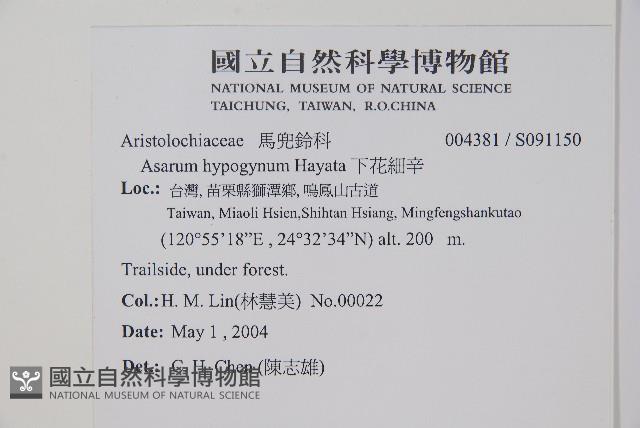 國立自然科學博物館
NATIONAL MUSEUM OF NATURAL SCIENCE
TAICHUNG, TAIWAN, R.O.CHINA
Aristolochiaceae 馬兜鈴科 004381 / S091150
Asarum hypogynum Hayata 下花細辛
Loc.: 台灣, 苗栗縣獅潭鄉, 鳴鳳山古道
Taiwan, Miaoli Hsien,Shihtan Hsiang, Mingfengshankutao
(120°55’18”E , 24°32’34”N) alt. 200 m.
Trailside, under forest.
Col.: H. M. Lin(林慧美) No.00022
Date: May 1 , 2004
Det.: C. H. Chen (陳志雄)
國立自然科學博物館
NATIONAL MUSEUM OF NATURAL SCIENCE